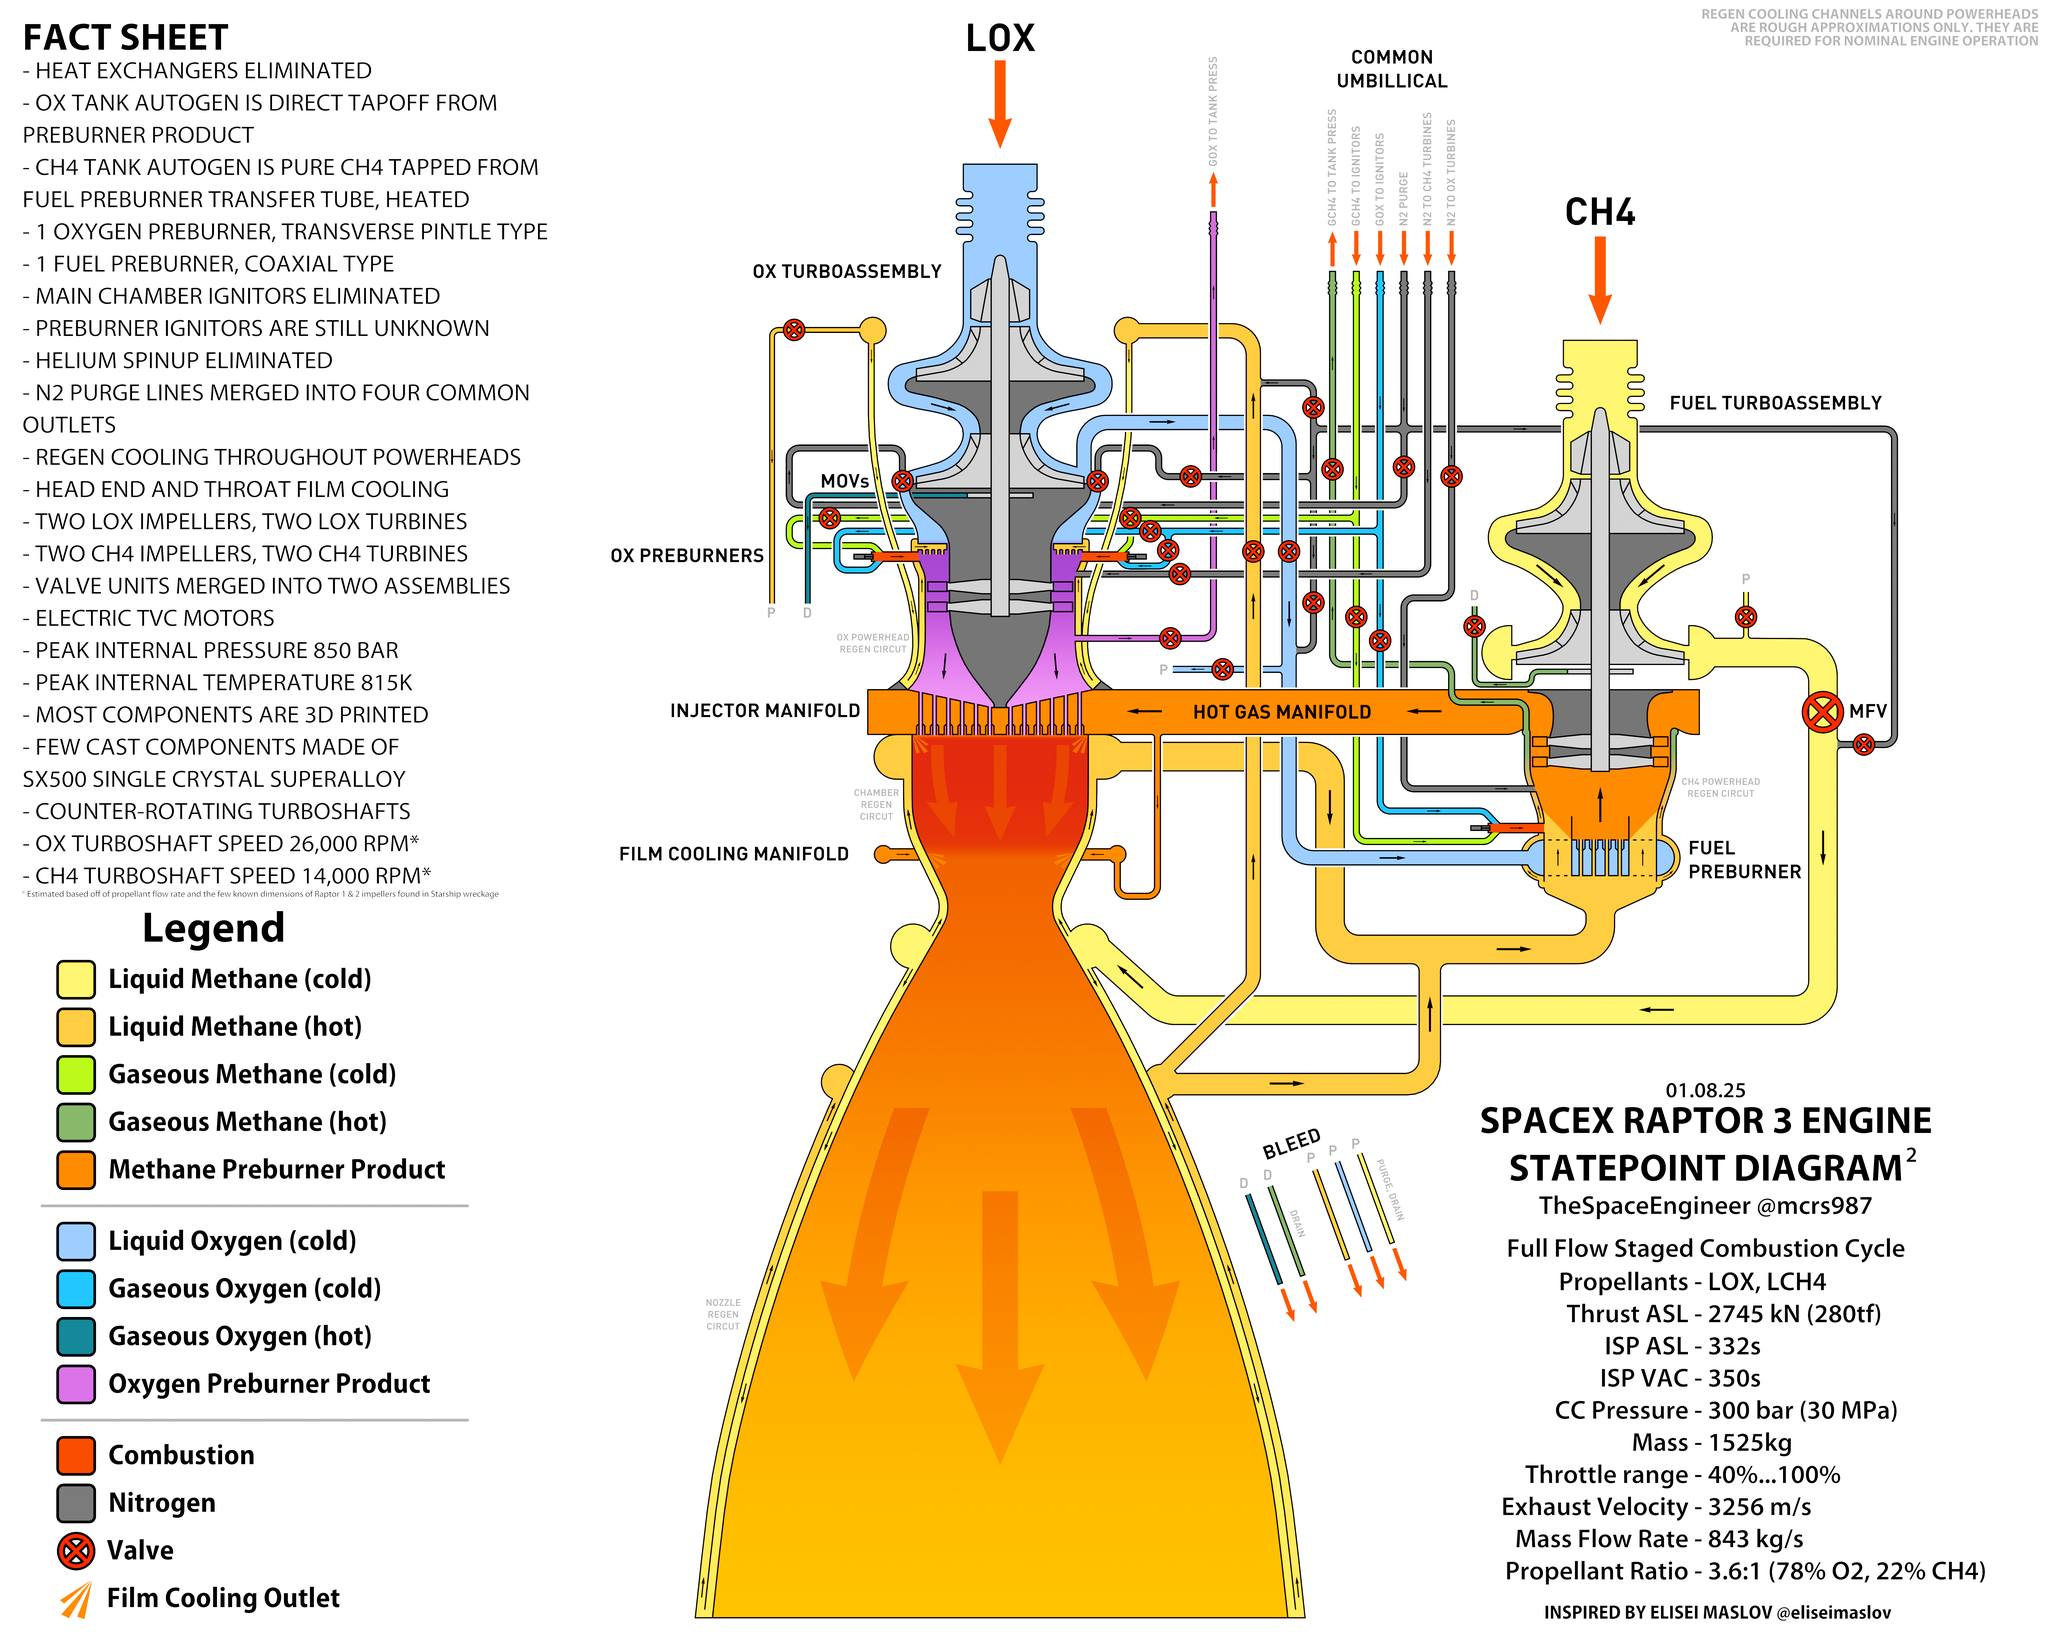 FACT SHEET
- HEAT EXCHANGERS ELIMINATED
- OX TANK AUTOGEN IS DIRECT TAPOFF FROM
PREBURNER PRODUCT
- CH4 TANK AUTOGEN IS PURE CH4 TAPPED FROM
FUEL PREBURNER TRANSFER TUBE, HEATED
- 1 OXYGEN PREBURNER, TRANSVERSE PINTLE TYPE
- 1 FUEL PREBURNER, COAXIAL TYPE
- MAIN CHAMBER IGNITORS ELIMINATED
- PREBURNER IGNITORS ARE STILL UNKNOWN
- HELIUM SPINUP ELIMINATED
- N2 PURGE LINES MERGED INTO FOUR COMMON
OUTLETS
- REGEN COOLING THROUGHOUT POWERHEADS
- HEAD END AND THROAT FILM COOLING
- TWO LOX IMPELLERS, TWO LOX TURBINES
- TWO CH4 IMPELLERS, TWO CH4 TURBINES
- VALVE UNITS MERGED INTO TWO ASSEMBLIES
- ELECTRIC TVC MOTORS
- PEAK INTERNAL PRESSURE 850 BAR
- PEAK INTERNAL TEMPERATURE 815K
- MOST COMPONENTS ARE 3D PRINTED
- FEW CAST COMPONENTS MADE OF
SX500 SINGLE CRYSTAL SUPERALLOY
- COUNTER-ROTATING TURBOSHAFTS
- OX TURBOSHAFT SPEED 26,000 RPM*
- CH4 TURBOSHAFT SPEED 14,000 RPM*
* Estimated based off of propellant flow rate and the few known dimensions of Raptor 1 & 2 impellers found in Starship wreckage
Legend
Liquid Methane (cold)
Liquid Methane (hot)
Gaseous Methane (cold)
Gaseous Methane (hot)
Methane Preburner Product
Liquid Oxygen (cold)
Gaseous Oxygen (cold)
Gaseous Oxygen (hot)
Oxygen Preburner Product
Combustion
Nitrogen
Valve
Film Cooling Outlet
REGEN COOLING CHANNELS AROUND POWERHEADS
ARE ROUGH APPROXIMATIONS ONLY. THEY ARE
REQUIRED FOR NOMINAL ENGINE OPERATION
LOX
COMMON
UMBILLICAL
GOX TO TANK PRESS
GCH4 TO TANK PRESS
GCH4 TO IGNITORS
GOX TO IGNITORS
N2 PURGE
N2 TO CH4 TURBINES
N2 TO OX TURBINES
CH4
OX TURBOASSEMBLY
FUEL TURBOASSEMBLY
MOVs
OX PREBURNERS
P
D
D
P
OX POWERHEAD
REGEN CIRCUT
P
INJECTOR MANIFOLD
HOT GAS MANIFOLD
MFV
CHAMBER
REGEN
CIRCUT
CH4 POWERHEAD
REGEN CIRCUT
FILM COOLING MANIFOLD
FUEL
PREBURNER
BLEED
D
D
P
P
P
DRAIN
PURGE, DRAIN
NOZZLE
REGEN
CIRCUT
01.08.25
SPACEX RAPTOR 3 ENGINE
STATEPOINT DIAGRAM2
TheSpaceEngineer @mcrs987
Full Flow Staged Combustion Cycle
Propellants - LOX, LCH4
Thrust ASL - 2745 kN (280tf)
ISP ASL - 332s
ISP VAC - 350s
CC Pressure - 300 bar (30 MPa)
Mass - 1525kg
Throttle range - 40%...100%
Exhaust Velocity - 3256 m/s
Mass Flow Rate - 843 kg/s
Propellant Ratio - 3.6:1 (78% O2, 22% CH4)
INSPIRED BY ELISEI MASLOV @eliseimaslov